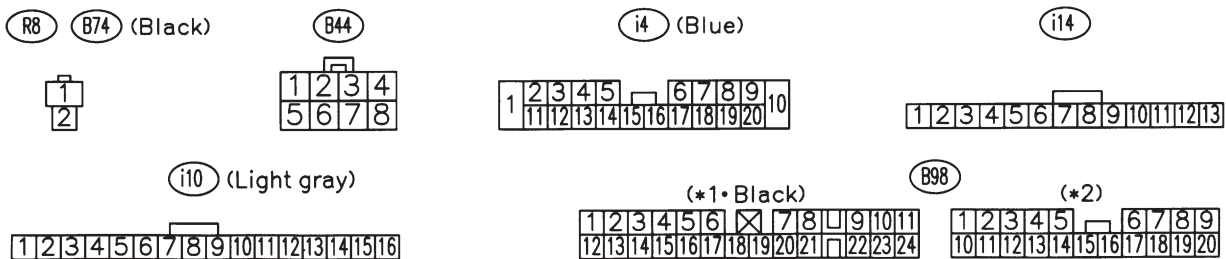 R8 B74 (Black) B44 i4 (Blue) i14
1
2
1 2 3 4
5 6 7 8
1 2 3 4 5 6 7 8 9 10
11 12 13 14 15 16 17 18 19 20
1 2 3 4 5 6 7 8 9 10 11 12 13
i10 (Light gray) B98
(*1•Black) (*2)
1 2 3 4 5 6 7 8 9 10 11 12 13 14 15 16
1 2 3 4 5 6 7 8 9 10 11
12 13 14 15 16 17 18 19 20 21 22 23 24
1 2 3 4 5 6 7 8 9
10 11 12 13 14 15 16 17 18 19 20